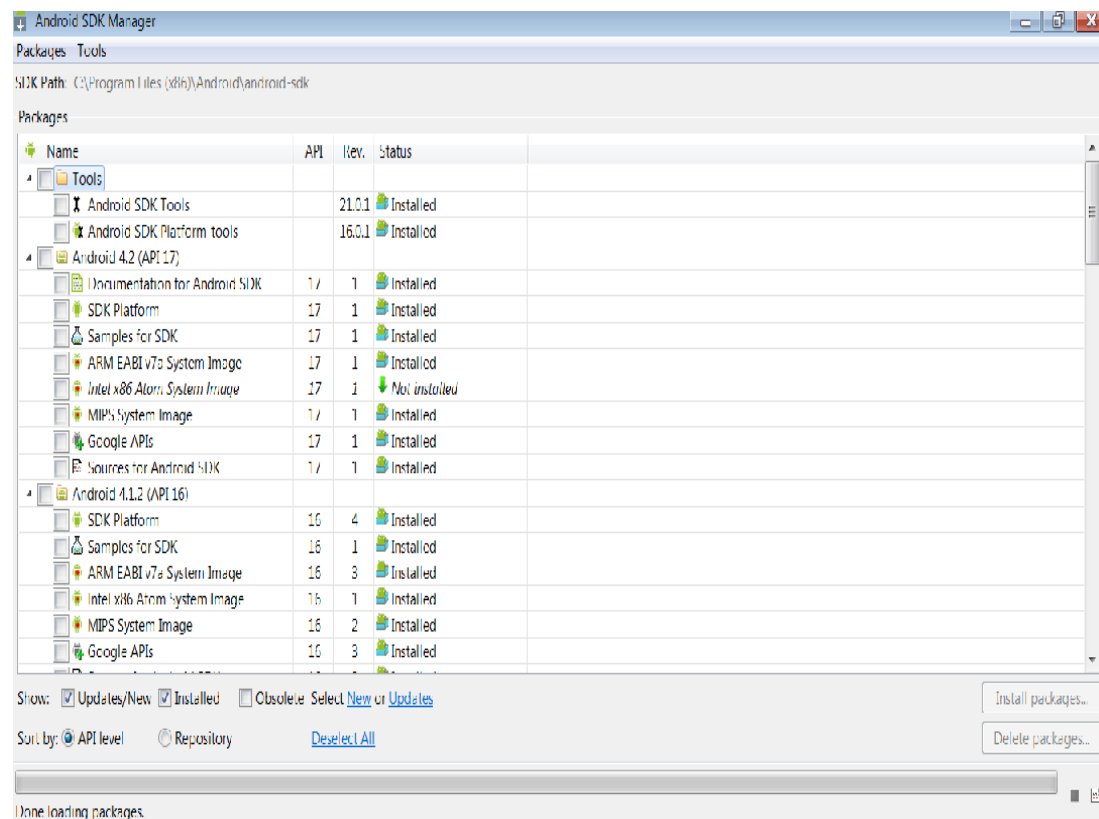 Android SDK Manager
Packages Tools
SDK Path: C:\Program Files (x86)\Android\android-sdk
Packages
Name API Rev. Status
Tools
Android SDK Tools 21.0.1 Installed
Android SDK Platform-tools 16.0.1 Installed
Android 4.2 (API 17)
Documentation for Android SDK 17 1 Installed
SDK Platform 17 1 Installed
Samples for SDK 17 1 Installed
ARM EABI v7a System Image 17 1 Installed
Intel x86 Atom System Image 17 1 Not installed
MIPS System Image 17 1 Installed
Google APIs 17 1 Installed
Sources for Android SDK 17 1 Installed
Android 4.1.2 (API 16)
SDK Platform 16 4 Installed
Samples for SDK 16 1 Installed
ARM EABI v7a System Image 16 3 Installed
Intel x86 Atom System Image 16 1 Installed
MIPS System Image 16 2 Installed
Google APIs 16 3 Installed
Show: Updates/New Installed Obsolete Select New or Updates Install packages...
Sort by: API level Repository Deselect All Delete packages...
Done loading packages.